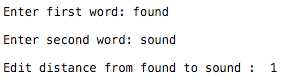 Enter first word: found
Enter second word: sound
Edit distance from found to sound :  1